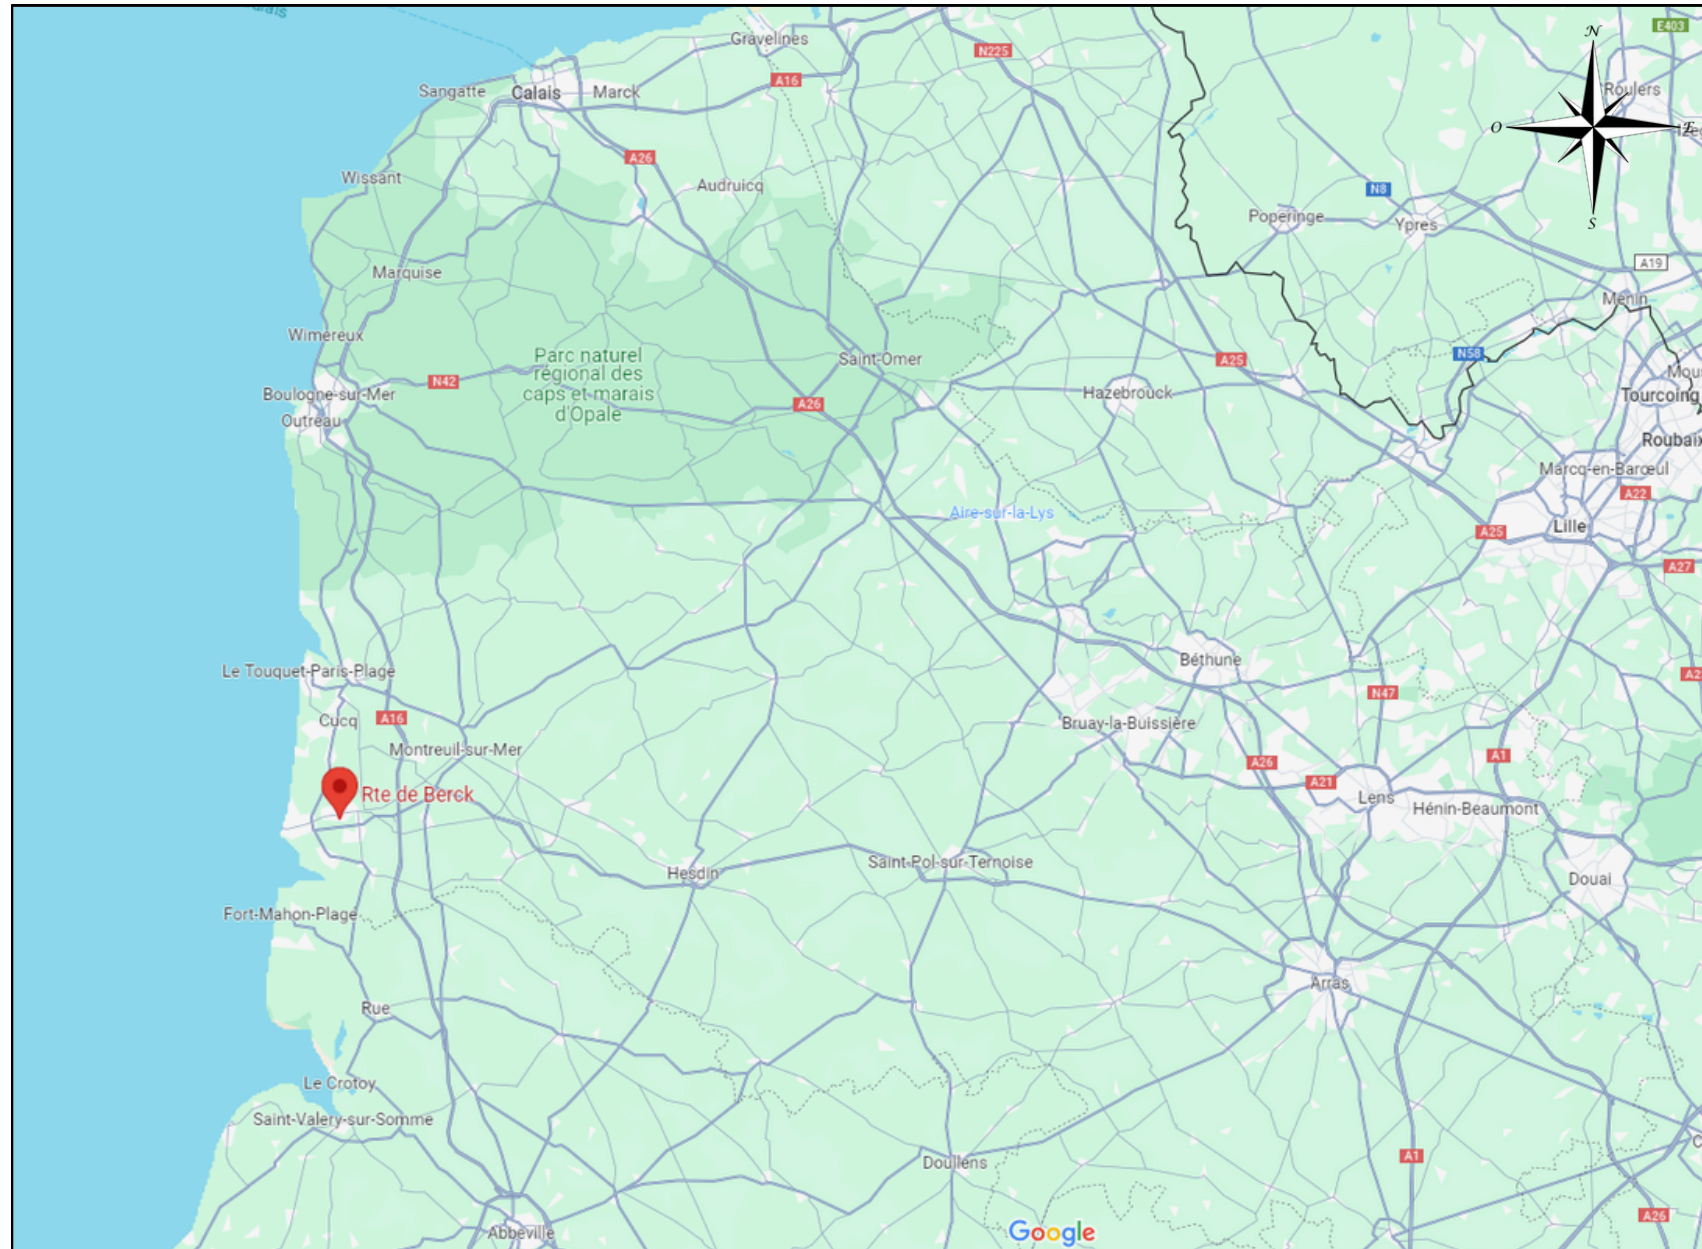 Gravelines
N225
E403
N
A16
Sangatte
Calais
Marck
Roulers
O
E
A26
Wissant
Audruicq
N8
Poperinge
Ypres
S
Marquise
A19
Menin
Wimereux
Parc naturel
régional des
caps et marais
d'Opale
Saint-Omer
A25
N58
N42
Boulogne-sur-Mer
A26
Hazebrouck
Tourcoing
Outreau
Roubaix
Marcq-en-Barœul
A22
Aire-sur-la-Lys
Lille
A25
A27
Le Touquet-Paris-Plage
Béthune
N47
Cucq
A16
Bruay-la-Buissière
Montreuil-sur-Mer
A1
A26
A21
Rte de Berck
Lens
Hénin-Beaumont
Hesdin
Saint-Pol-sur-Ternoise
Douai
Fort-Mahon-Plage
Arras
Rue
Le Crotoy
Saint-Valery-sur-Somme
A1
Doullens
A26
Abbeville
Google